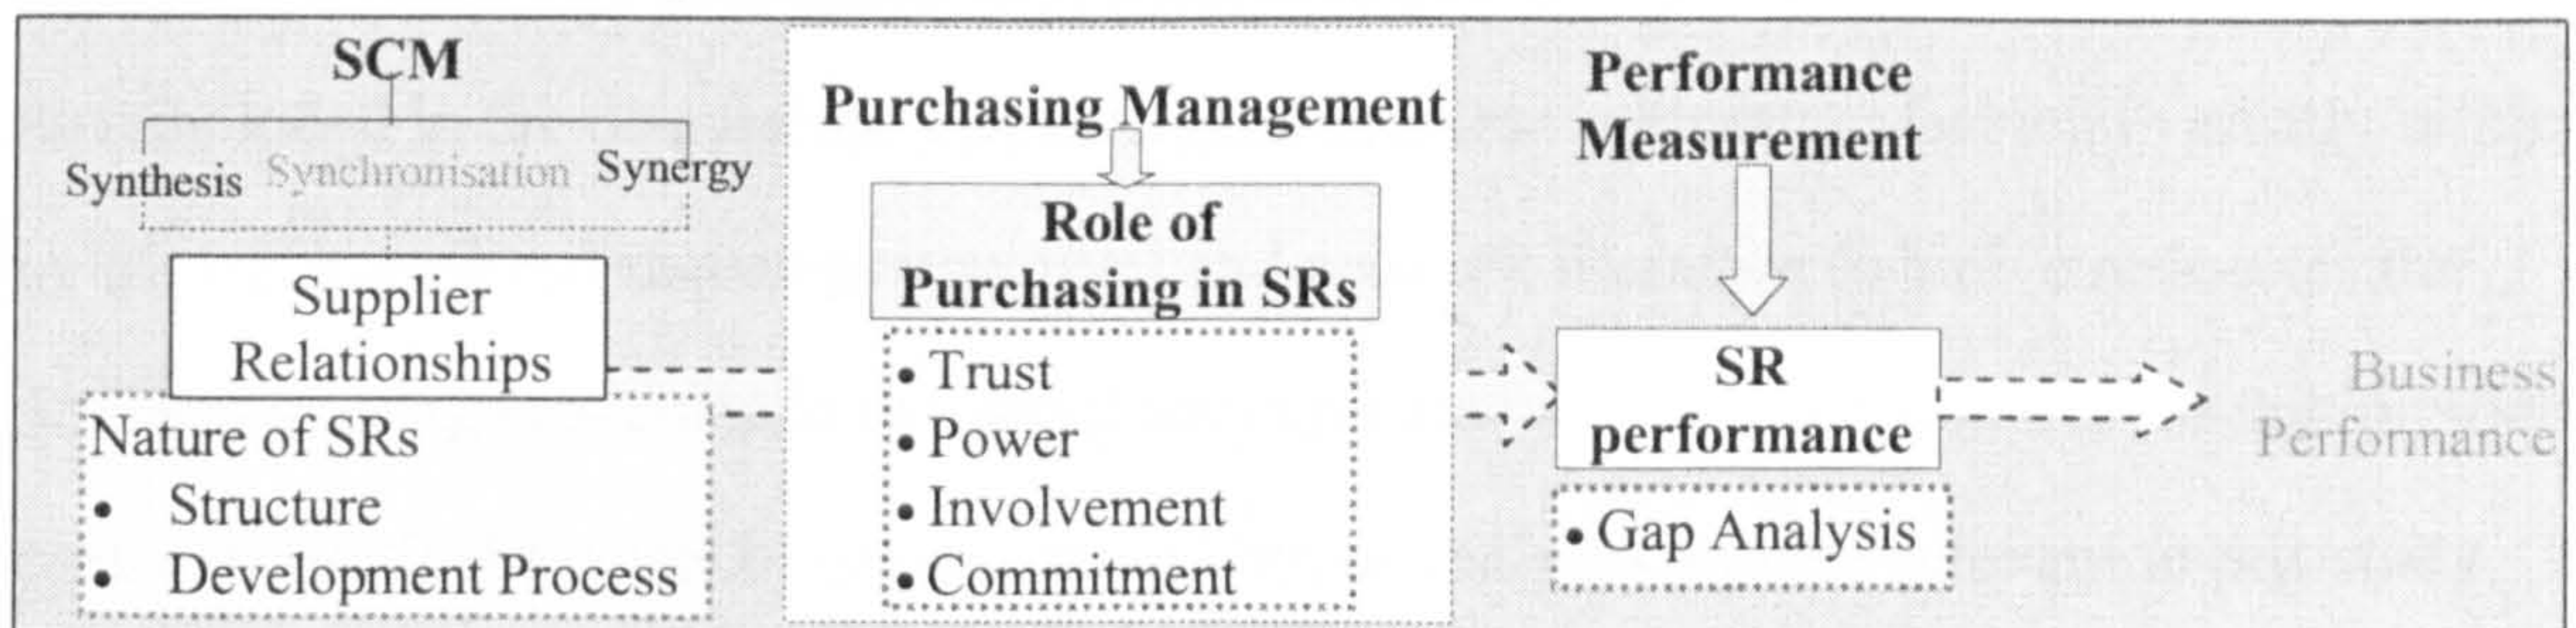 SCM
Synthesis Synchronisation Synergy
Supplier
Relationships
Nature of SRs
• Structure
• Development Process
Purchasing Management
Role of
Purchasing in SRs
• Trust
• Power
• Involvement
• Commitment
Performance
Measurement
SR
performance
• Gap Analysis
Business
Performance